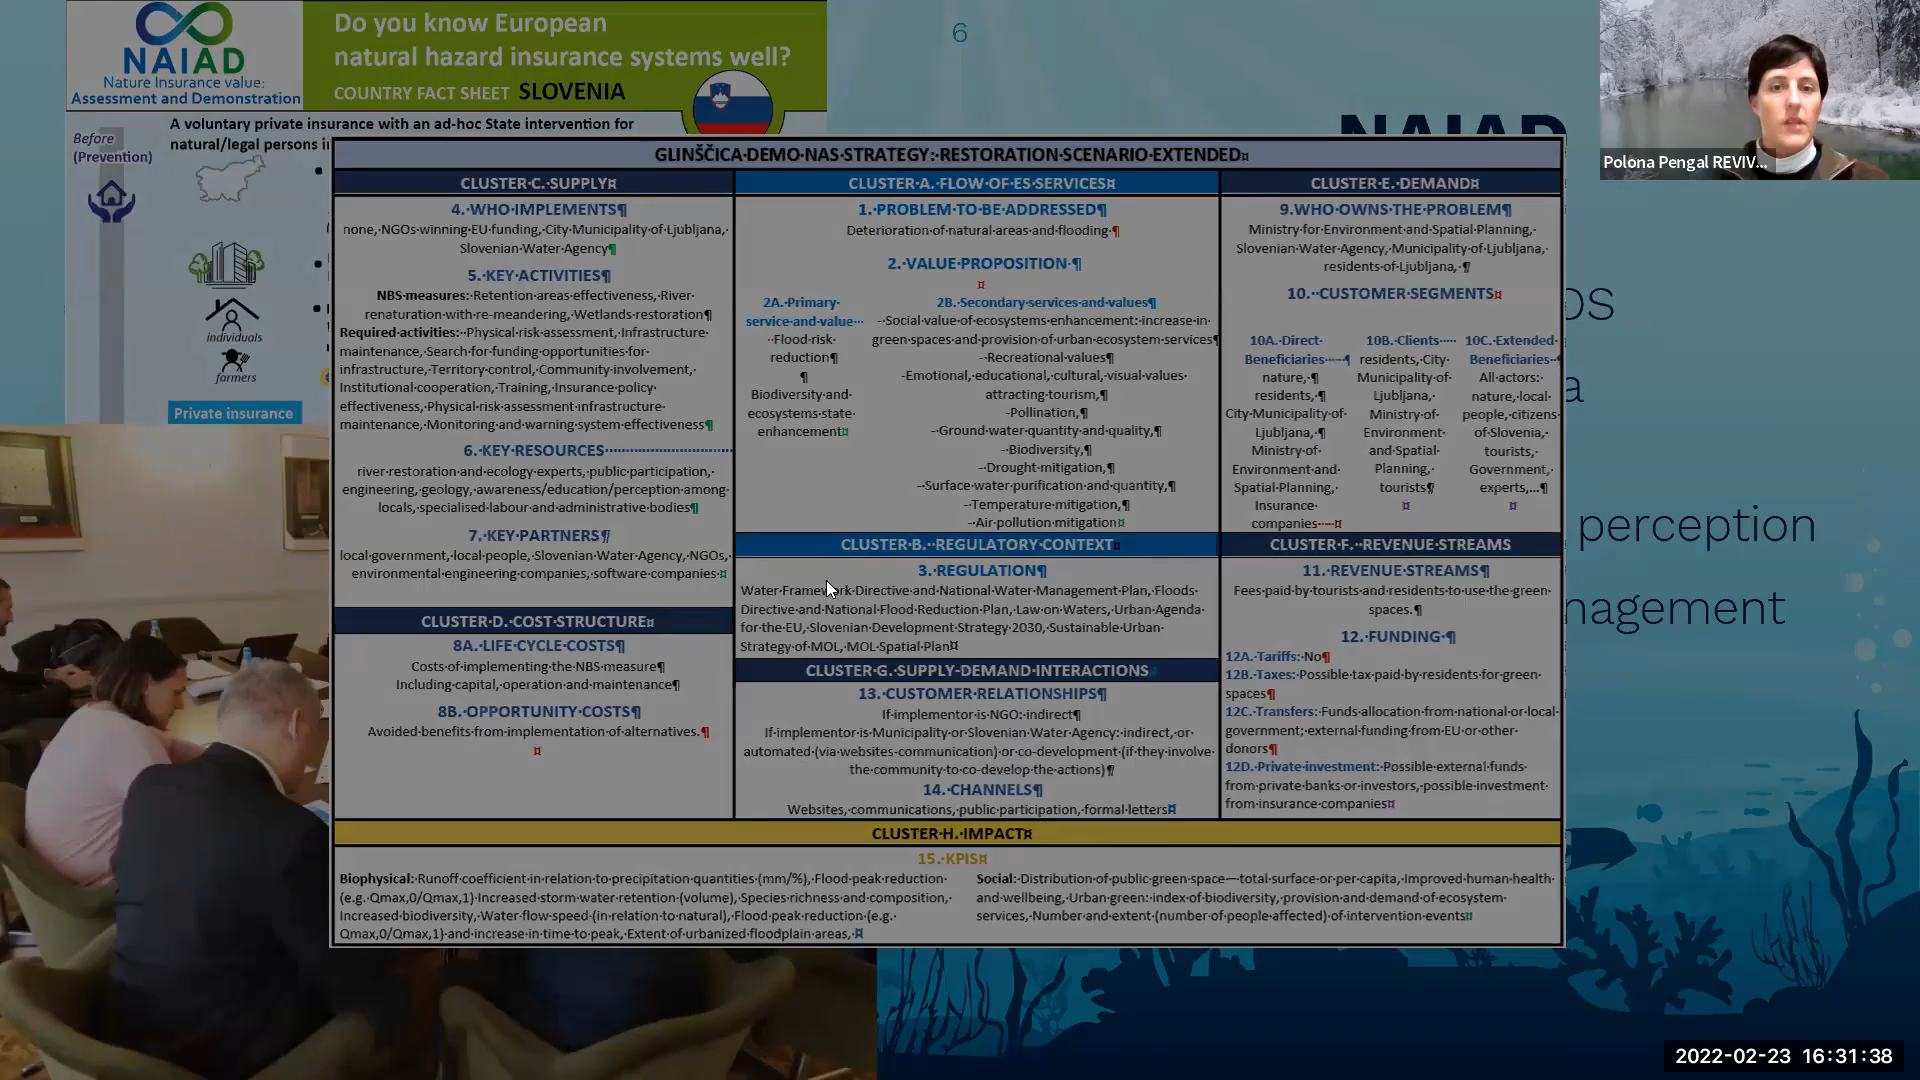 NAIAD
Nature Insurance value:
Assessment and Demonstration
Do you know European
natural hazard insurance systems well?
COUNTRY FACT SHEET SLOVENIA
6
NAIAD
Polona Pengal REVIV...
Before
(Prevention)
A voluntary private insurance with an ad-hoc State intervention for
natural/legal persons i
individuals
farmers
Private insurance
GLINŠČICA·DEMO·NAS·STRATEGY:·RESTORATION·SCENARIO·EXTENDED¤
CLUSTER·C.·SUPPLY¤
4.·WHO·IMPLEMENTS¶
none,·NGOs·winning·EU·funding,·City·Municipality·of·Ljubljana,·
Slovenian·Water·Agency¶
5.·KEY·ACTIVITIES¶
NBS·measures:·Retention·areas·effectiveness,·River·
renaturation·with·re-meandering,·Wetlands·restoration¶
Required·activities:··Physical·risk·assessment,·Infrastructure·
maintenance,·Search·for·funding·opportunities·for·
infrastructure,·Territory·control,·Community·involvement,·
Institutional·cooperation,·Training,·Insurance·policy·
effectiveness,·Physical·risk·assessment·infrastructure·
maintenance,·Monitoring·and·warning·system·effectiveness¶
6.·KEY·RESOURCES
river·restoration·and·ecology·experts,·public·participation,·
engineering,·geology,·awareness/education/perception·among·
locals,·specialised·labour·and·administrative·bodies¶
7.·KEY·PARTNERS¶
local·government,·local·people,·Slovenian·Water·Agency,·NGOs,·
environmental·engineering·companies,·software·companies·¤
CLUSTER·D.·COST·STRUCTURE¤
8A.·LIFE·CYCLE·COSTS¶
Costs·of·implementing·the·NBS·measure¶
Including·capital,·operation·and·maintenance¶
8B.·OPPORTUNITY·COSTS¶
Avoided·benefits·from·implementation·of·alternatives.¶
¤
CLUSTER·A.·FLOW·OF·ES·SERVICES¤
1.·PROBLEM·TO·BE·ADDRESSED¶
Deterioration·of·natural·areas·and·flooding·¶
2.·VALUE·PROPOSITION·¶
¤
2A.·Primary·
service·and·value···
··Flood·risk·
reduction¶
¶
Biodiversity·and·
ecosystems·state·
enhancement¤
2B.·Secondary·services·and·values¶
-·Social·value·of·ecosystems·enhancement:·increase·in·
green·spaces·and·provision·of·urban·ecosystem·services¶
-·Recreational·values¶
-Emotional,·educational,·cultural,·visual·values·
attracting·tourism,¶
-Pollination,¶
-·Ground·water·quantity·and·quality,¶
-·Biodiversity,¶
-·Drought·mitigation,¶
-·Surface·water·purification·and·quantity,¶
-·Temperature·mitigation,¶
-·Air·pollution·mitigation¤
CLUSTER·B.··REGULATORY·CONTEXT¤
3.·REGULATION¶
Water·Framework·Directive·and·National·Water·Management·Plan,·Floods·
Directive·and·National·Flood·Reduction·Plan,·Law·on·Waters,·Urban·Agenda·
for·the·EU,·Slovenian·Development·Strategy·2030,·Sustainable·Urban·
Strategy·of·MOL,·MOL·Spatial·Plan¤
CLUSTER·G.·SUPPLY-DEMAND·INTERACTIONS
13.·CUSTOMER·RELATIONSHIPS¶
If·implementor·is·NGO:·indirect¶
If·implementor·is·Municipality·or·Slovenian·Water·Agency:·indirect,·or·
automated·(via·websites·communication)·or·co-development·(if·they·involve·
the·community·to·co-develop·the·actions)¶
14.·CHANNELS¶
Websites,·communications,·public·participation,·formal·letters¤
CLUSTER·E.·DEMAND¤
9.WHO·OWNS·THE·PROBLEM¶
Ministry·for·Environment·and·Spatial·Planning,·
Slovenian·Water·Agency,·Municipality·of·Ljubljana,·
residents·of·Ljubljana,·¶
10.··CUSTOMER·SEGMENTS¤
10A.·Direct·
Beneficiaries·····¶
nature,·¶
residents,¶
City·Municipality·of·
Ljubljana,·¶
Ministry·of·
Environment·and·
Spatial·Planning,·
Insurance·
companies·····¤
10B.·Clients·····
residents,·City·
Municipality·of·
Ljubljana,·
Ministry·of·
Environment·
and·Spatial·
Planning,·
tourists¶
¤
10C.·Extended·
Beneficiaries··
All·actors:·
nature,·local·
people,·citizens·
of·Slovenia,·
tourists,·
Government,·
experts,...¶
¤
CLUSTER·F.··REVENUE·STREAMS
11.·REVENUE·STREAMS¶
Fees·paid·by·tourists·and·residents·to·use·the·green·
spaces.¶
12.·FUNDING·¶
12A.·Tariffs:·No¶
12B.·Taxes:·Possible·tax·paid·by·residents·for·green·
spaces¶
12C.·Transfers:·Funds·allocation·from·national·or·local·
government;·external·funding·from·EU·or·other·
donors¶
12D.·Private·investment:·Possible·external·funds·
from·private·banks·or·investors,·possible·investment·
from·insurance·companies¤
CLUSTER·H.·IMPACT¤
15.·KPIS¤
Biophysical:·Runoff·coefficient·in·relation·to·precipitation·quantities·(mm/%),·Flood·peak·reduction·
(e.g.·Qmax,0/Qmax,1)·Increased·storm·water·retention·(volume),·Species·richness·and·composition,·
Increased·biodiversity,·Water·flow·speed·(in·relation·to·natural),·Flood·peak·reduction·(e.g.·
Qmax,0/Qmax,1)·and·increase·in·time·to·peak,·Extent·of·urbanized·floodplain·areas,·¤
Social:·Distribution·of·public·green·space—total·surface·or·per·capita,·Improved·human·health·
and·wellbeing,·Urban·green:·index·of·biodiversity,·provision·and·demand·of·ecosystem·
services,·Number·and·extent·(number·of·people·affected)·of·intervention·events¤
os
a
perception
nagement
2022-02-23 16:31:38